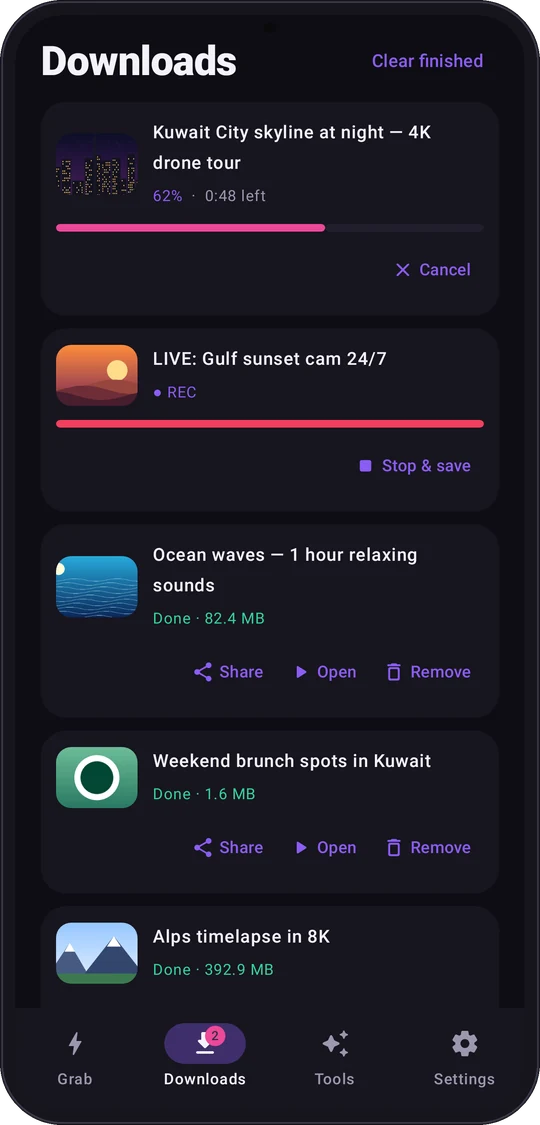 Downloads
Clear finished
Kuwait City skyline at night — 4K
drone tour
62% · 0:48 left
Cancel
LIVE: Gulf sunset cam 24/7
• REC
Stop & save
Ocean waves — 1 hour relaxing
sounds
Done · 82.4 MB
Share Open Remove
Weekend brunch spots in Kuwait
Done · 1.6 MB
Share Open Remove
Alps timelapse in 8K
Done · 392.9 MB
2
Grab Downloads Tools Settings